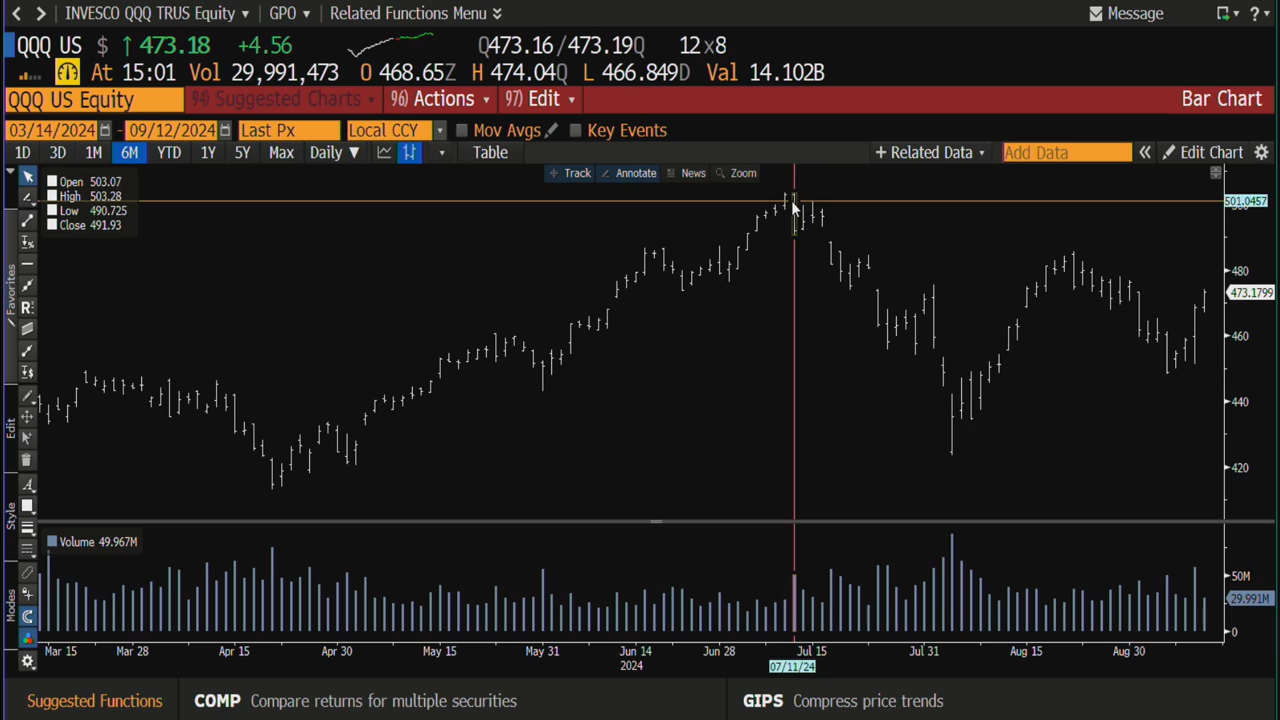 INVESCO QQQ TRUS Equity GPO Related Functions Menu Message
QQQ US $ ↑ 473.18 +4.56 Q473.16/473.19Q 12x8
At 15:01 Vol 29,991,473 O 468.65Z H 474.04Q L 466.849D Val 14.102B
QQQ US Equity 94) Suggested Charts 96) Actions 97) Edit Bar Chart
03/14/2024 - 09/12/2024 Last Px Local CCY Mov Avgs Key Events
1D 3D 1M 6M YTD 1Y 5Y Max Daily ▼ Table + Related Data Add Data « Edit Chart
Track Annotate News Zoom
Open 503.07
High 503.28
Low 490.725
Close 491.93
501.0457
480
473.1799
460
440
420
Favorites
Edit
Style
Modes
Volume 49.967M
50M
29.991M
0
Mar 15 Mar 28 Apr 15 Apr 30 May 15 May 31 Jun 14 Jun 28 Jul 15 Jul 31 Aug 15 Aug 30
2024 07/11/24
Suggested Functions COMP Compare returns for multiple securities GIPS Compress price trends